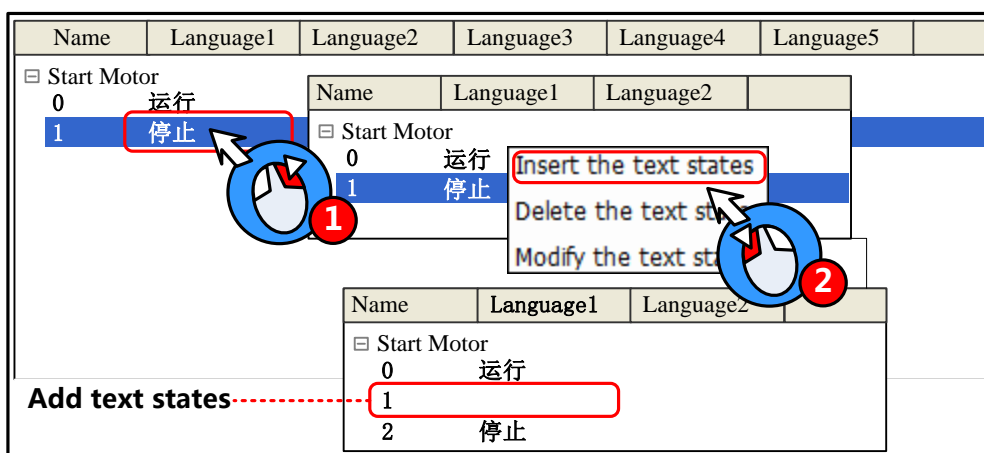 Name Language1 Language2 Language3 Language4 Language5
Start Motor
0 运行
1 停止
1
Name Language1 Language2
Start Motor
0 运行
1 停止
Insert the text states
Delete the text
Modify the text
2
Name Language1 Language2
Start Motor
0 运行
Add text states 1
2 停止